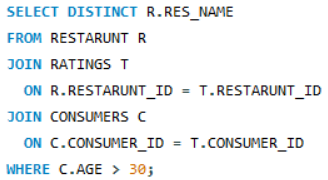 SELECT DISTINCT R.RES_NAME
FROM RESTARUNT R
JOIN RATINGS T
ON R.RESTARUNT_ID = T.RESTARUNT_ID
JOIN CONSUMERS C
ON C.CONSUMER_ID = T.CONSUMER_ID
WHERE C.AGE > 30;